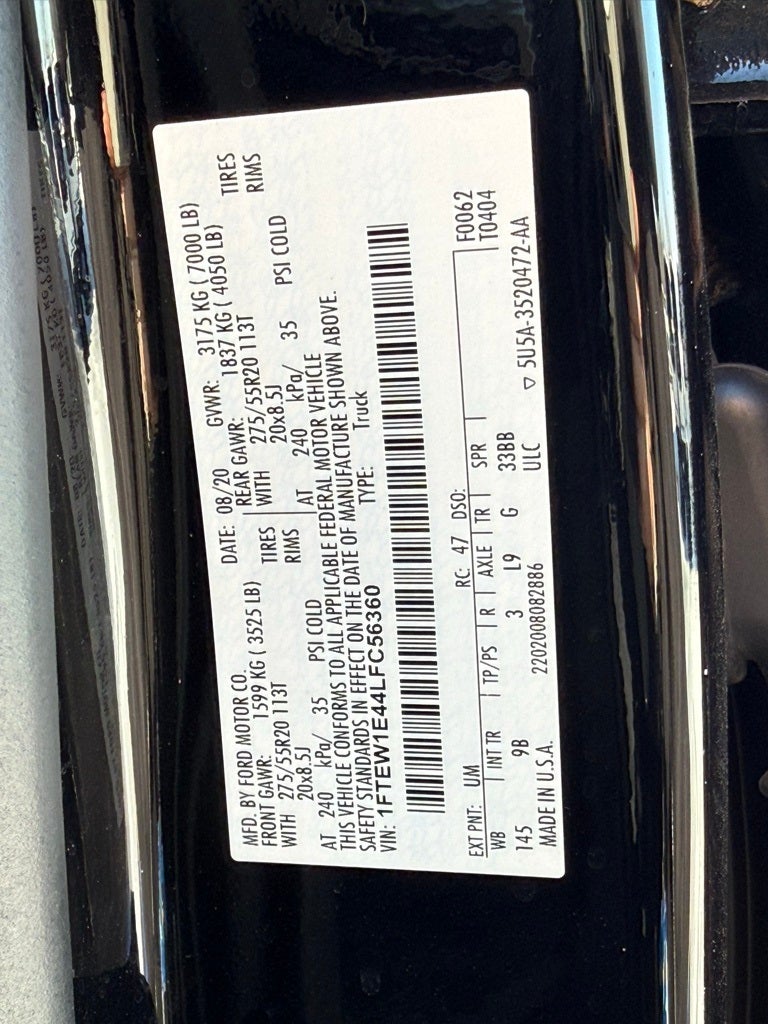 MFD. BY FORD MOTOR CO.
DATE: 08/20 GVWR: 3175 KG ( 7000 LB)
FRONT GAWR: 1599 KG ( 3525 LB) REAR GAWR: 1837 KG ( 4050 LB)
WITH 275/55R20 113T TIRES WITH 275/55R20 113T TIRES
20x8.5J RIMS 20x8.5J RIMS
AT 240 kPa/ 35 PSI COLD AT 240 kPa/ 35 PSI COLD
THIS VEHICLE CONFORMS TO ALL APPLICABLE FEDERAL MOTOR VEHICLE
SAFETY STANDARDS IN EFFECT ON THE DATE OF MANUFACTURE SHOWN ABOVE.
VIN: 1FTEW1E44LFC56360 TYPE: Truck
F0062
T0404
EXT PNT: UM RC: 47 DSO:
WB INT TR TP/PS R AXLE TR SPR
145 9B 3 L9 G 33BB
ULC
MADE IN U.S.A. 2202008082886 ▽ 5U5A-3520472-AA